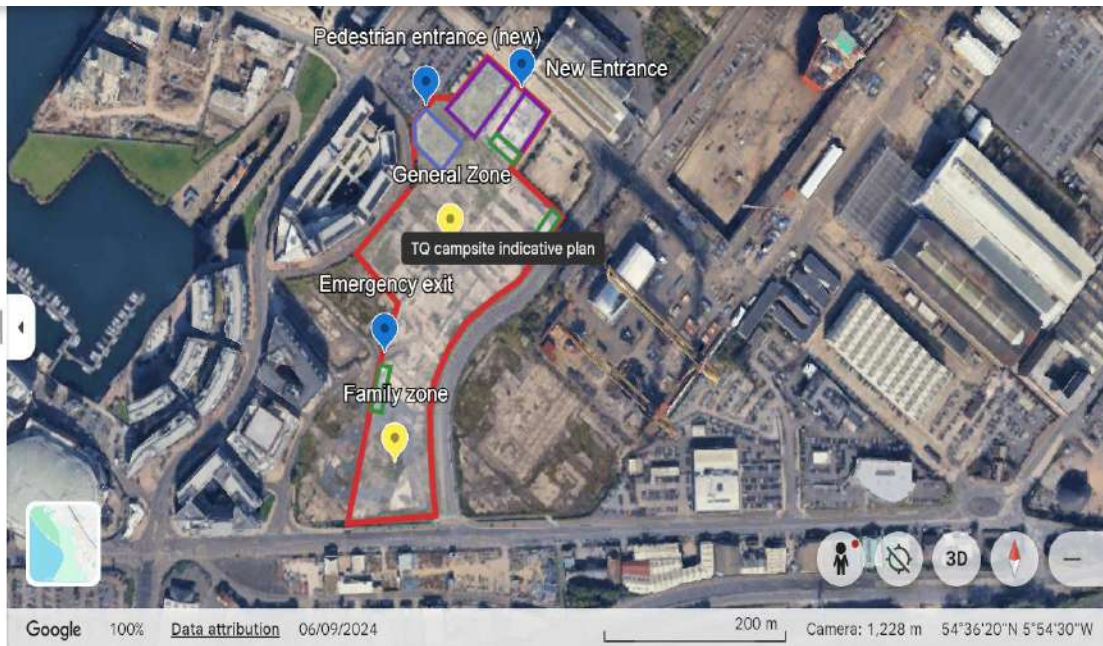 Pedestrian entrance (new)
New Entrance
General Zone
TQ campsite indicative plan
Emergency exit
Family zone
3D
Google 100% Data attribution 06/09/2024 200 m Camera: 1,228 m 54°36'20"N 5°54'30"W